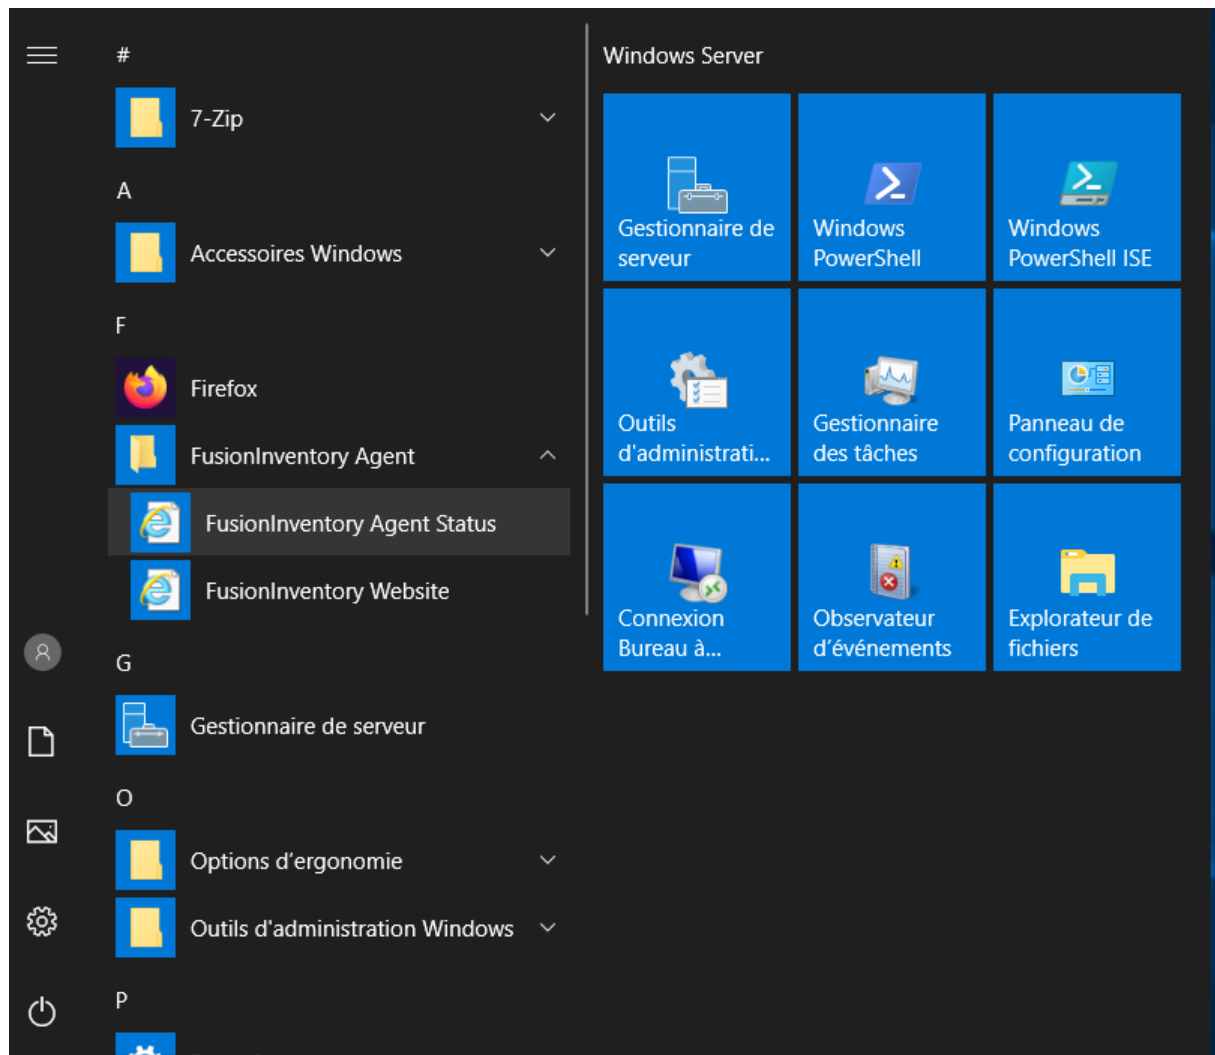 #
7-Zip
A
Accessoires Windows
F
Firefox
FusionInventory Agent
FusionInventory Agent Status
FusionInventory Website
G
Gestionnaire de serveur
O
Options d’ergonomie
Outils d'administration Windows
P
Windows Server
Gestionnaire de
serveur
Windows
PowerShell
Windows
PowerShell ISE
Outils
d'administrati...
Gestionnaire
des tâches
Panneau de
configuration
Connexion
Bureau à...
Observateur
d’événements
Explorateur de
fichiers